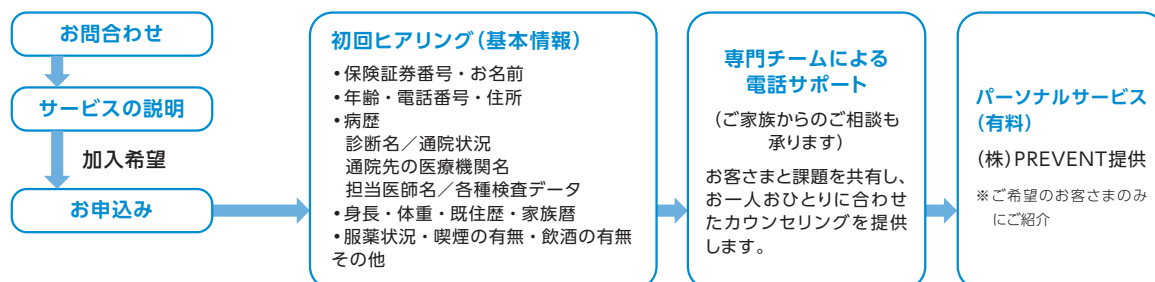 お問合わせ
サービスの説明
加入希望
お申込み
初回ヒアリング(基本情報)
•保険証券番号・お名前
•年齢・電話番号・住所
•病歴
診断名／通院状況
通院先の医療機関名
担当医師名／各種検査データ
•身長・体重・既住歴・家族暦
•服薬状況・喫煙の有無・飲酒の有無
その他
専門チームによる
電話サポート
(ご家族からのご相談も
承ります)
お客さまと課題を共有し、
お一人おひとりに合わせ
たカウンセリングを提供
します。
パーソナルサービス
(有料)
(株)PREVENT提供
※ご希望のお客さまのみ
にご紹介